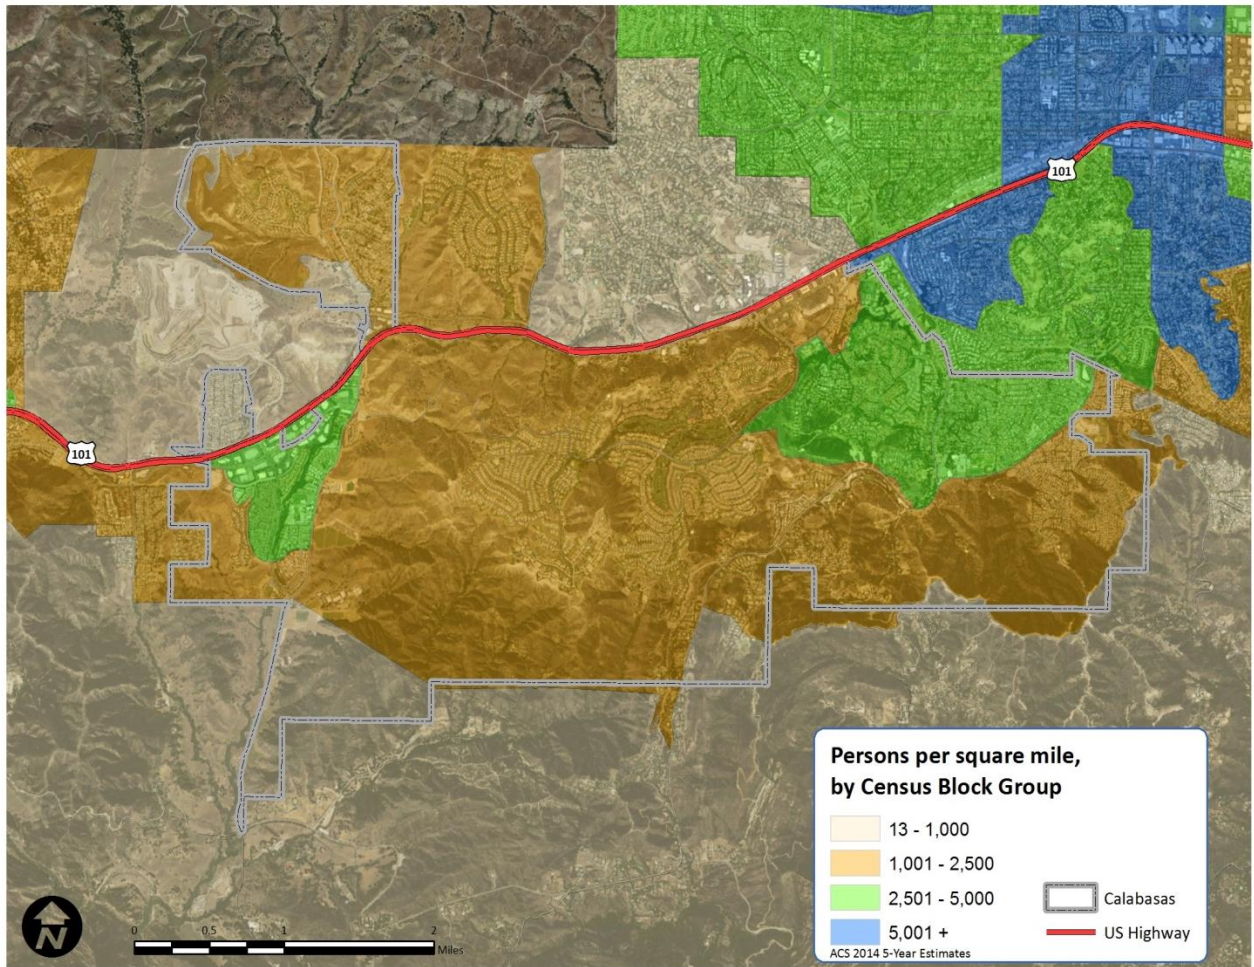 101
101
Persons per square mile,
by Census Block Group
13 - 1,000
1,001 - 2,500
2,501 - 5,000
5,001 +
Calabasas
US Highway
ACS 2014 5-Year Estimates
N
0 0.5 1 2
Miles